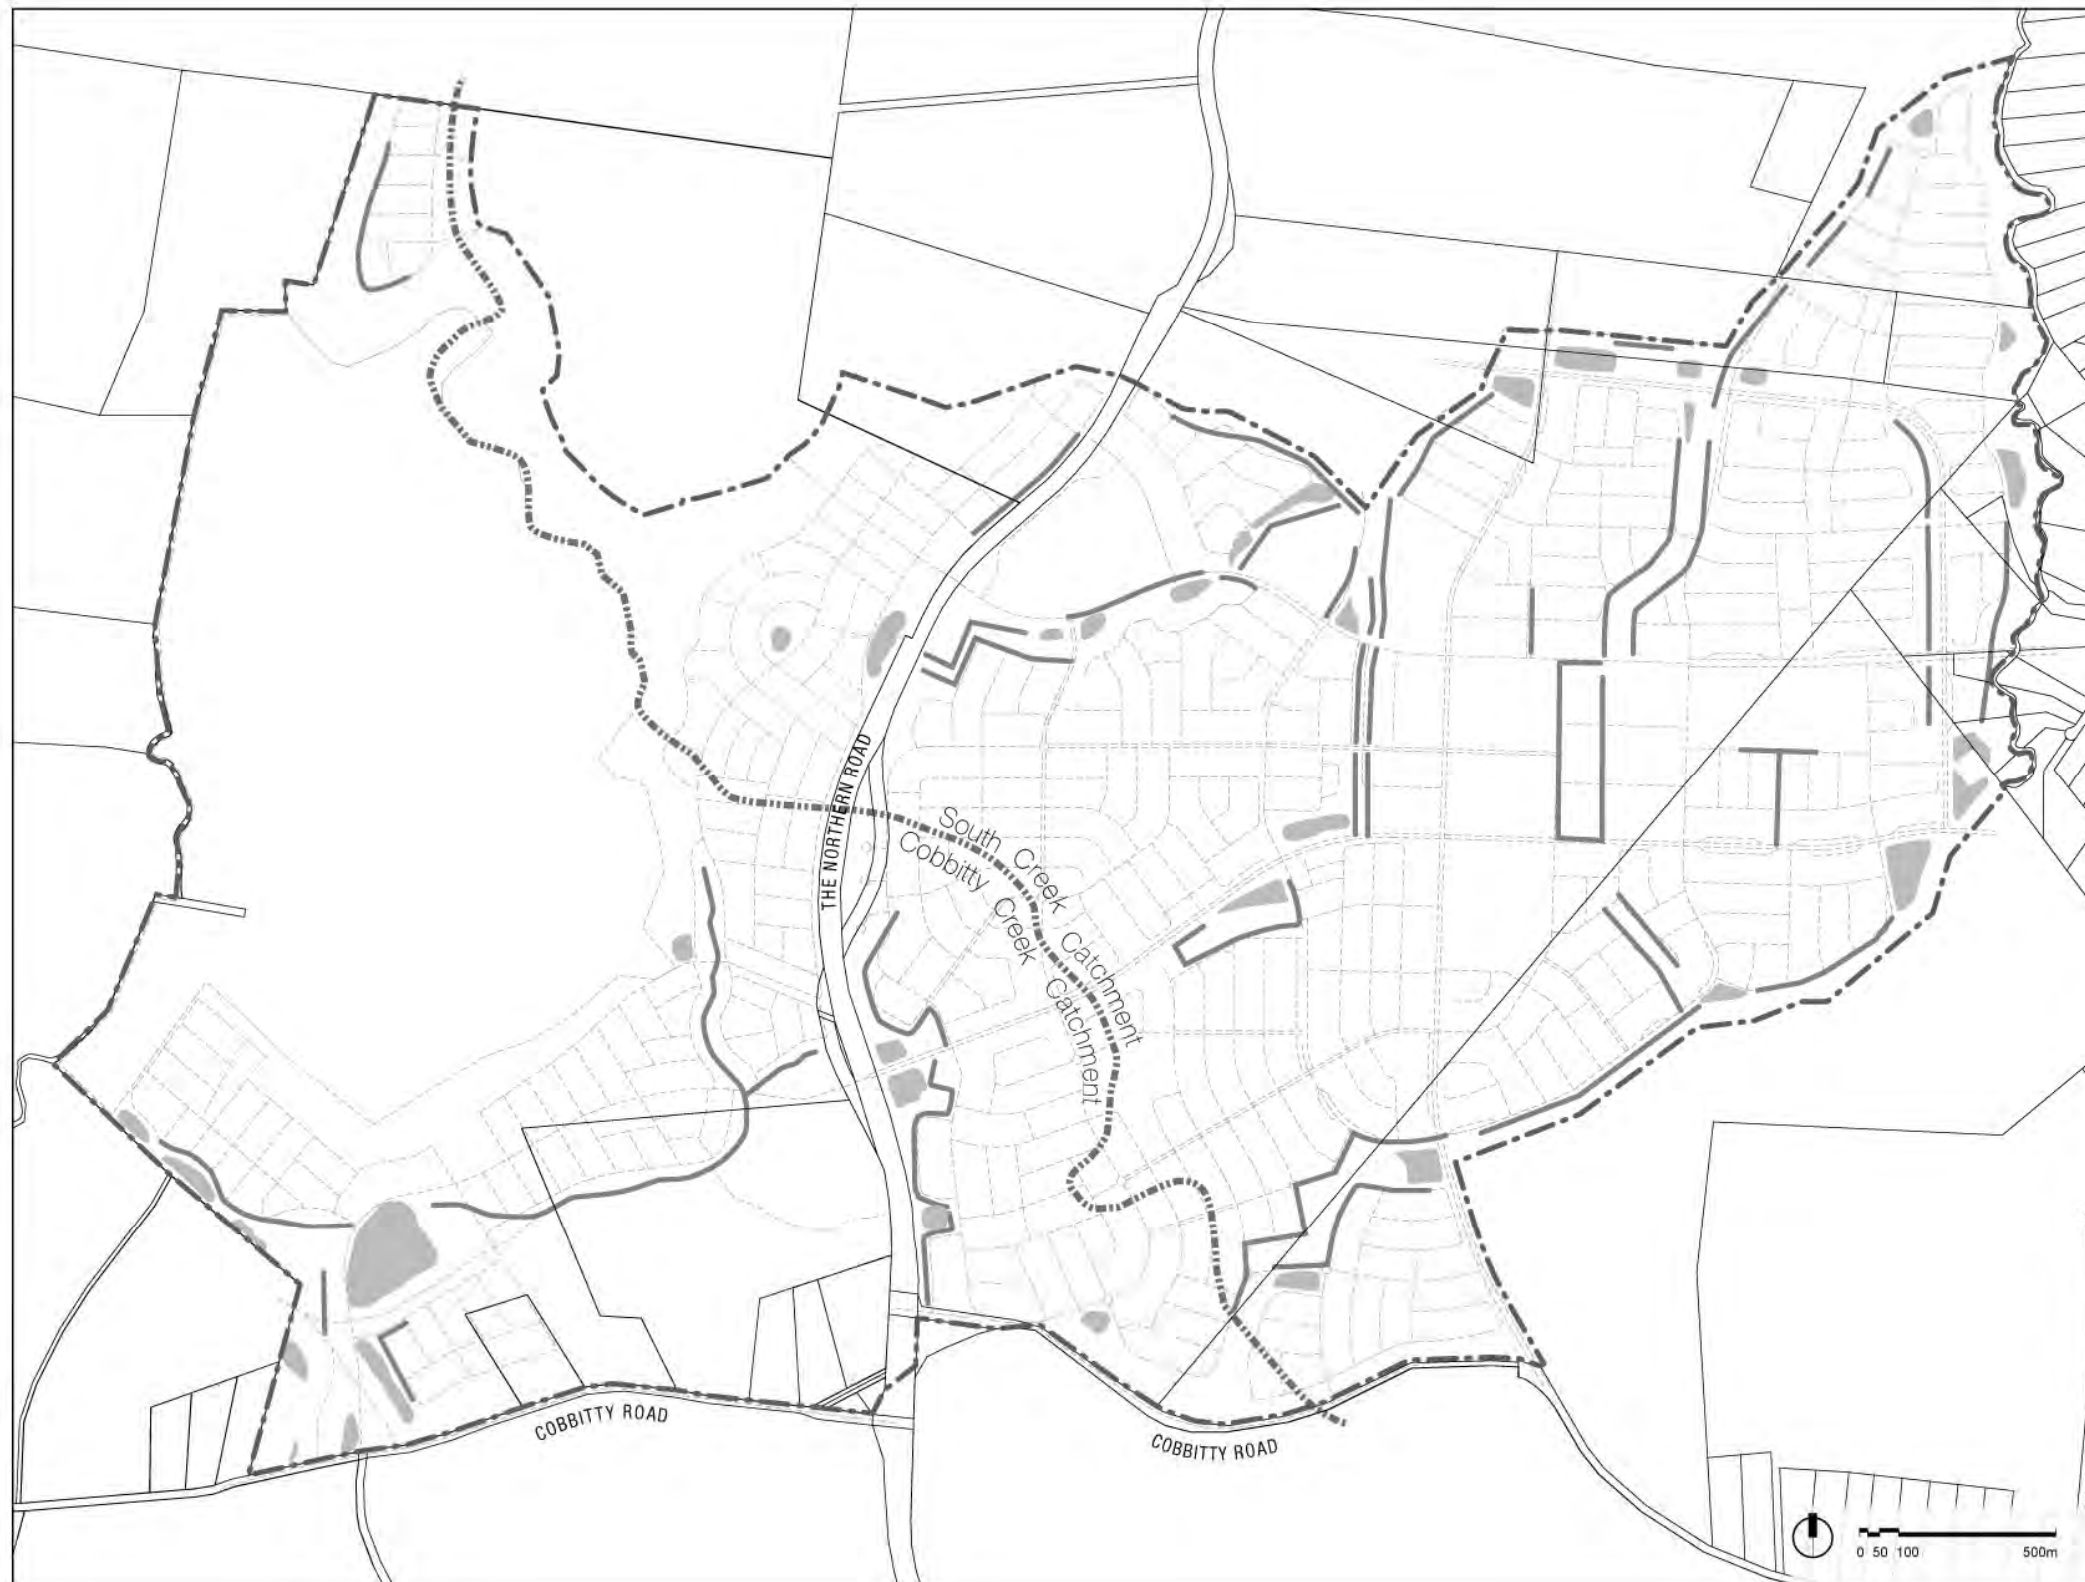 THE NORTHERN ROAD
South Creek Catchment
Cobbitty Creek Catchment
COBBITTY ROAD
COBBITTY ROAD
0 50 100 500m